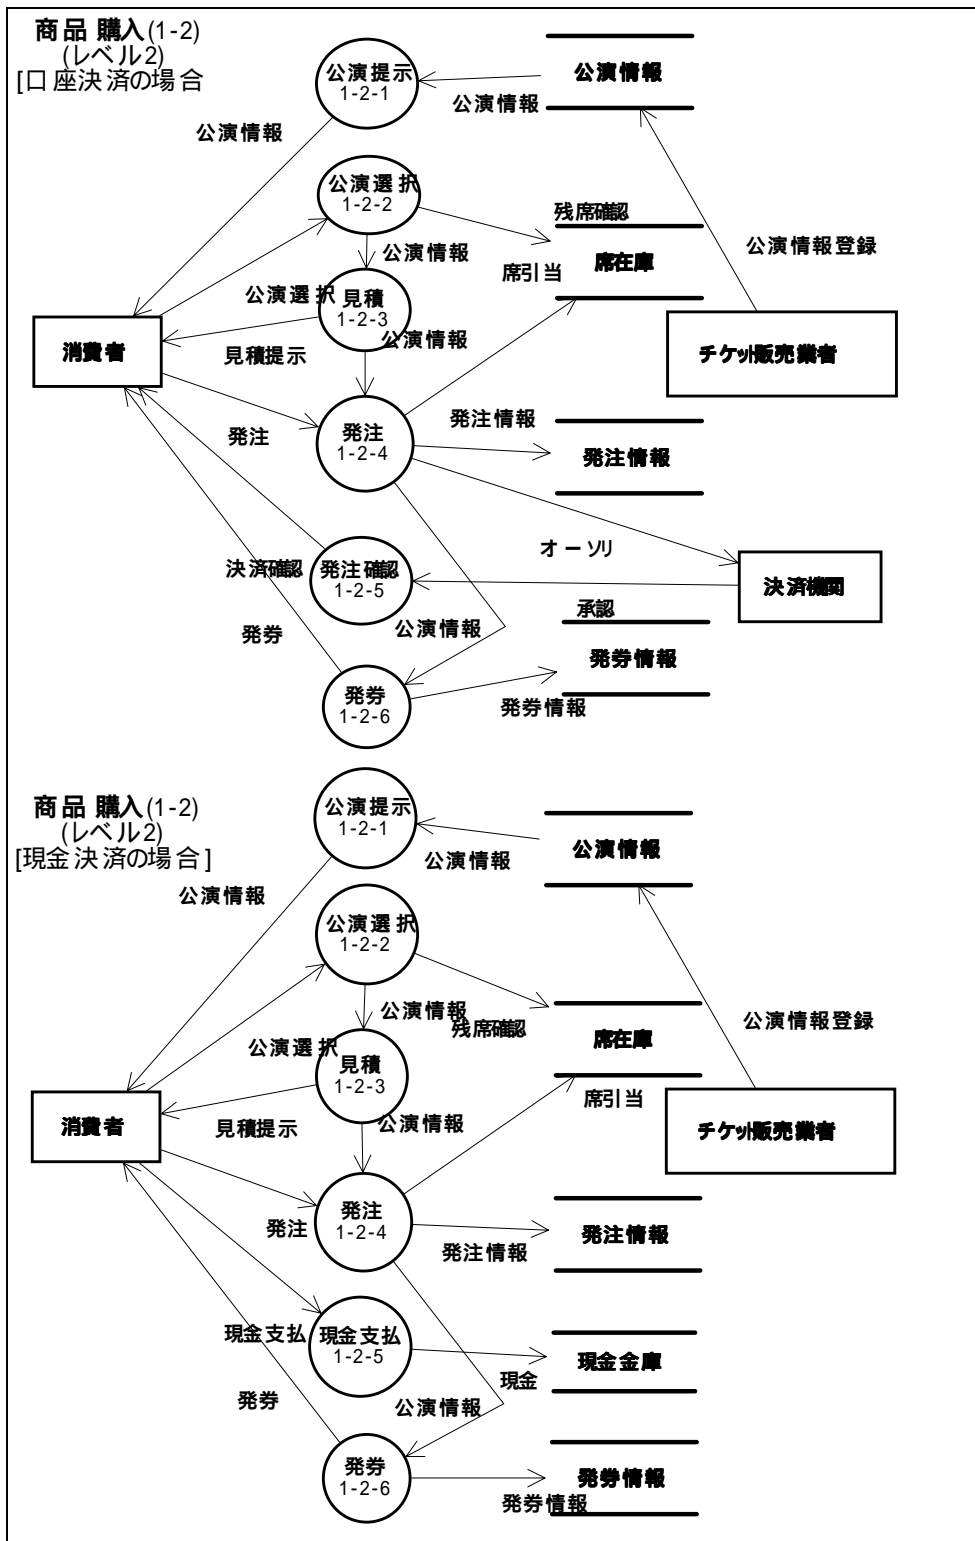 商品購入(1-2)
(レベル2)
[口座決済の場合
公演提示
1-2-1
公演情報
公演情報
公演情報
公演選択
1-2-2
残席確認
公演情報
席引当
席在庫
公演情報登録
公演選択
見積
1-2-3
公演情報
消費者
見積提示
チケット販売業者
発注
発注
1-2-4
発注情報
発注情報
オーソリ
決済確認
発注確認
1-2-5
決済機関
承認
発券
公演情報
発券情報
発券
1-2-6
発券情報
商品購入(1-2)
(レベル2)
[現金決済の場合]
公演提示
1-2-1
公演情報
公演情報
公演情報
公演選択
1-2-2
公演情報
残席確認
席在庫
公演情報登録
公演選択
見積
1-2-3
席引当
消費者
見積提示
公演情報
チケット販売業者
発注
発注
1-2-4
発注情報
発注情報
現金支払
現金支払
1-2-5
現金
現金金庫
発券
公演情報
発券
1-2-6
発券情報
発券情報